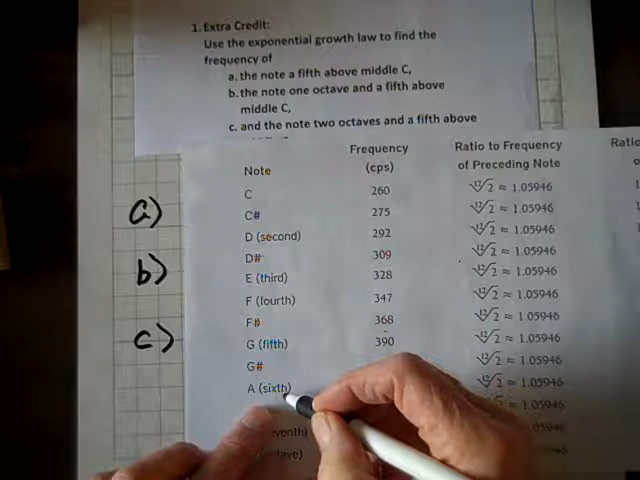 1. Extra Credit:
Use the exponential growth law to find the
frequency of
a. the note a fifth above middle C,
b. the note one octave and a fifth above
middle C,
c. and the note two octaves and a fifth above
Note Frequency (cps) Ratio to Frequency of Preceding Note Ratio
C 260 ¹²√2 ≈ 1.05946
C# 275 ¹²√2 ≈ 1.05946
D (second) 292 ¹²√2 ≈ 1.05946
D# 309 ¹²√2 ≈ 1.05946
E (third) 328 ¹²√2 ≈ 1.05946
F (fourth) 347 ¹²√2 ≈ 1.05946
F# 368 ¹²√2 ≈ 1.05946
G (fifth) 390 ¹²√2 ≈ 1.05946
G# ¹²√2 ≈ 1.05946
A (sixth) ¹²√2 ≈ 1.05946
≈ 1.05946
a)
b)
c)